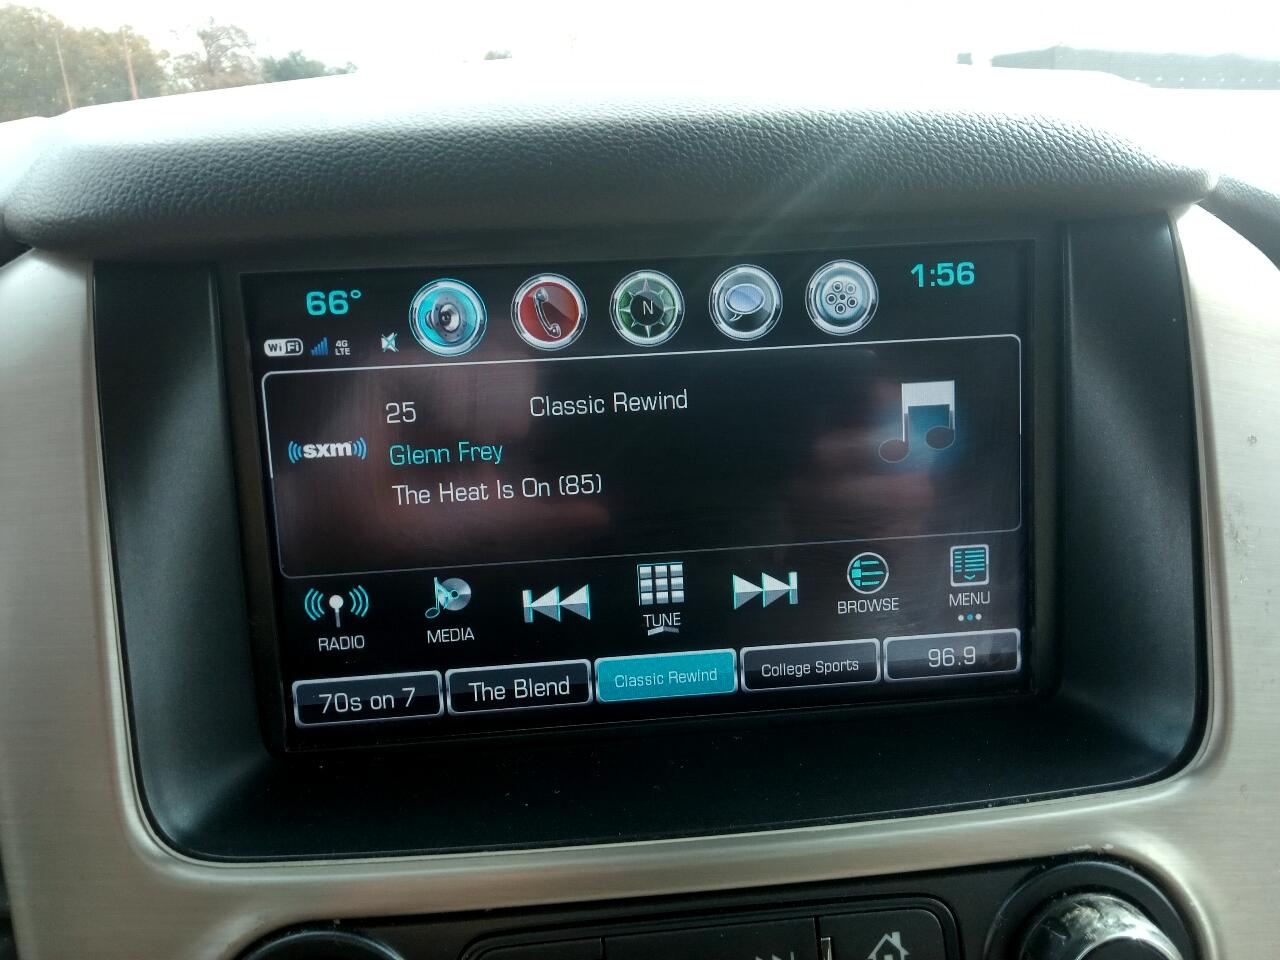 66°
N
1:56
WiFi
4G
LTE
25
Classic Rewind
sxm
Glenn Frey
The Heat Is On (85)
RADIO
MEDIA
TUNE
BROWSE
MENU
70s on 7
The Blend
Classic Rewind
College Sports
96.9